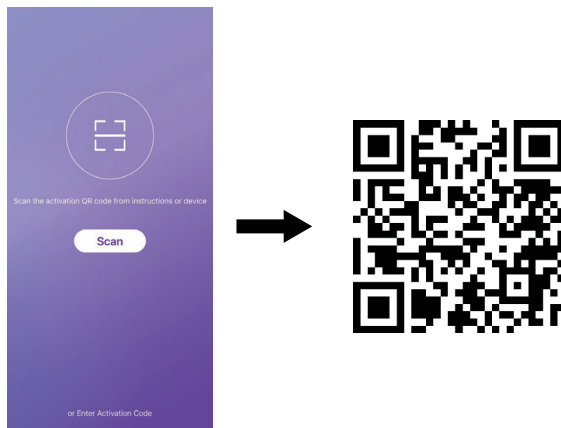 Scan the activation QR code from instructions or device
Scan
or Enter Activation Code